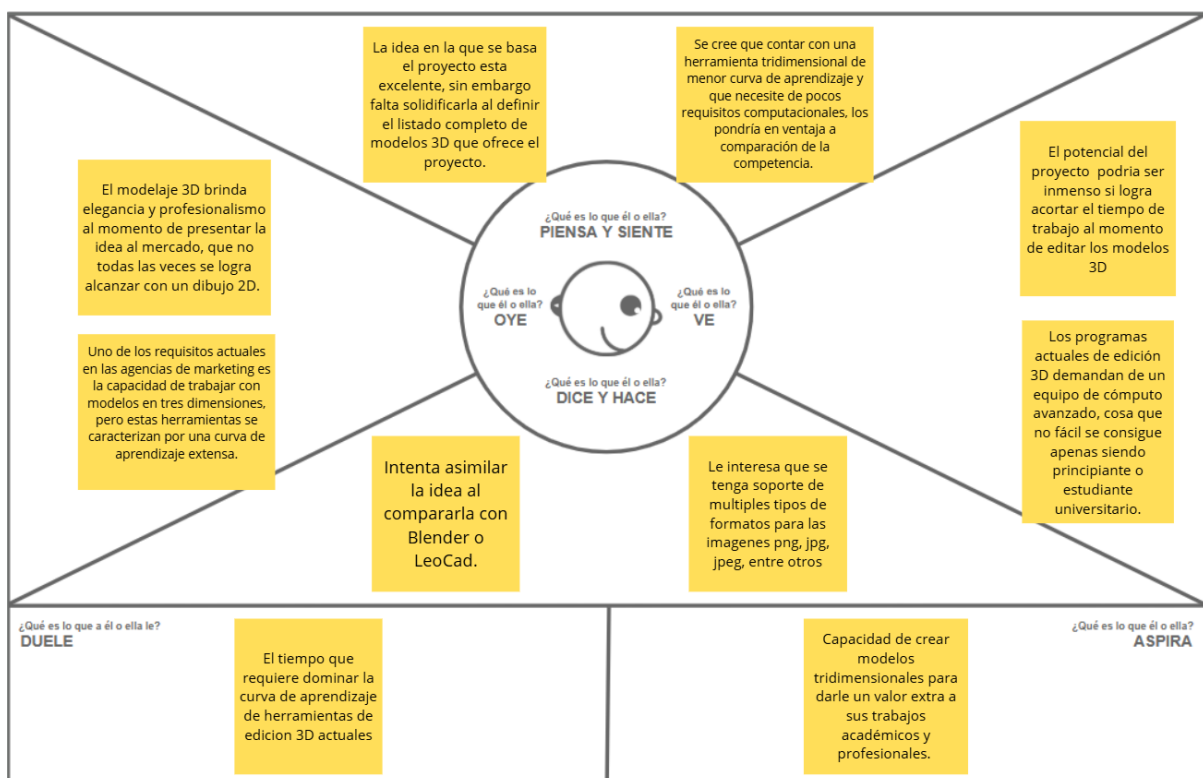 La idea en la que se basa
el proyecto esta
excelente, sin embargo
falta solidificarla al definir
el listado completo de
modelos 3D que ofrece el
proyecto.
Se cree que contar con una
herramienta tridimensional de
menor curva de aprendizaje y
que necesite de pocos
requisitos computacionales, los
pondría en ventaja a
comparación de la
competencia.
El modelaje 3D brinda
elegancia y profesionalismo
al momento de presentar la
idea al mercado, que no
todas las veces se logra
alcanzar con un dibujo 2D.
Uno de los requisitos actuales
en las agencias de marketing es
la capacidad de trabajar con
modelos en tres dimensiones,
pero estas herramientas se
caracterizan por una curva de
aprendizaje extensa.
¿Qué es lo que él o ella?
PIENSA Y SIENTE
¿Qué es lo
que él o ella?
OYE
¿Qué es lo
que él o ella?
VE
¿Qué es lo que él o ella?
DICE Y HACE
El potencial del
proyecto podria ser
inmenso si logra
acortar el tiempo de
trabajo al momento
de editar los modelos
3D
Los programas
actuales de edición
3D demandan de un
equipo de cómputo
avanzado, cosa que
no fácil se consigue
apenas siendo
principiante o
estudiante
universitario.
Intenta asimilar
la idea al
compararla con
Blender o
LeoCad.
Le interesa que se
tenga soporte de
multiples tipos de
formatos para las
imagenes png, jpg,
jpeg, entre otros
¿Qué es lo que a él o ella le?
DUELE
El tiempo que
requiere dominar la
curva de aprendizaje
de herramientas de
edicion 3D actuales
¿Qué es lo que él o ella?
ASPIRA
Capacidad de crear
modelos
tridimensionales para
darle un valor extra a
sus trabajos
académicos y
profesionales.